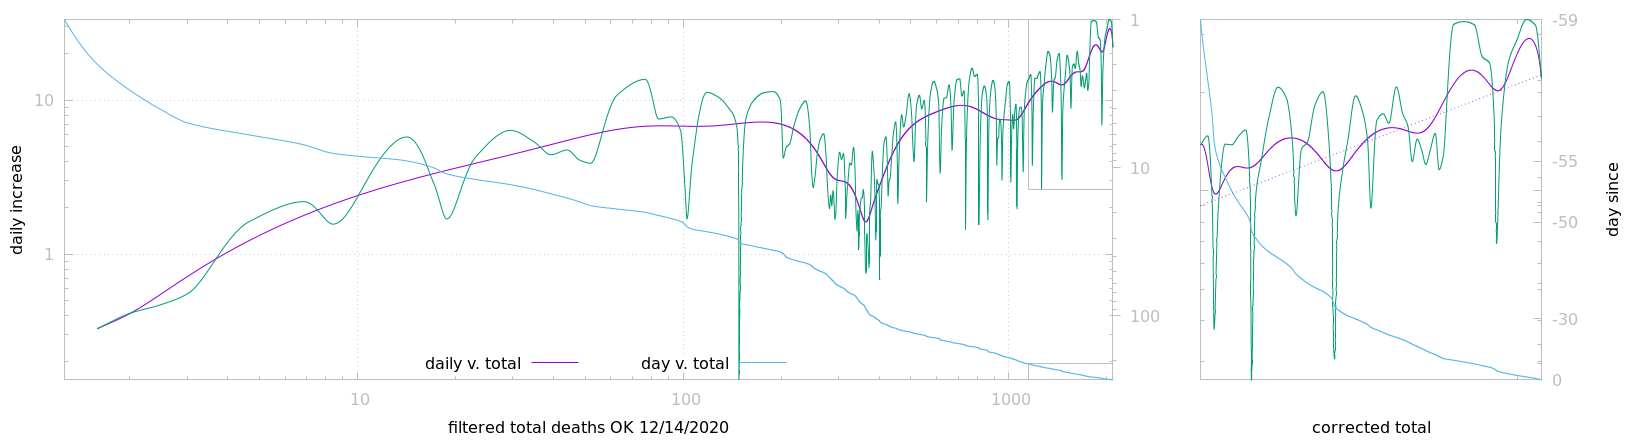 daily increase
10
1
daily v. total
day v. total
10
100
1000
filtered total deaths OK 12/14/2020
1
10
100
corrected total
-59
-55
-50
-30
0
day since